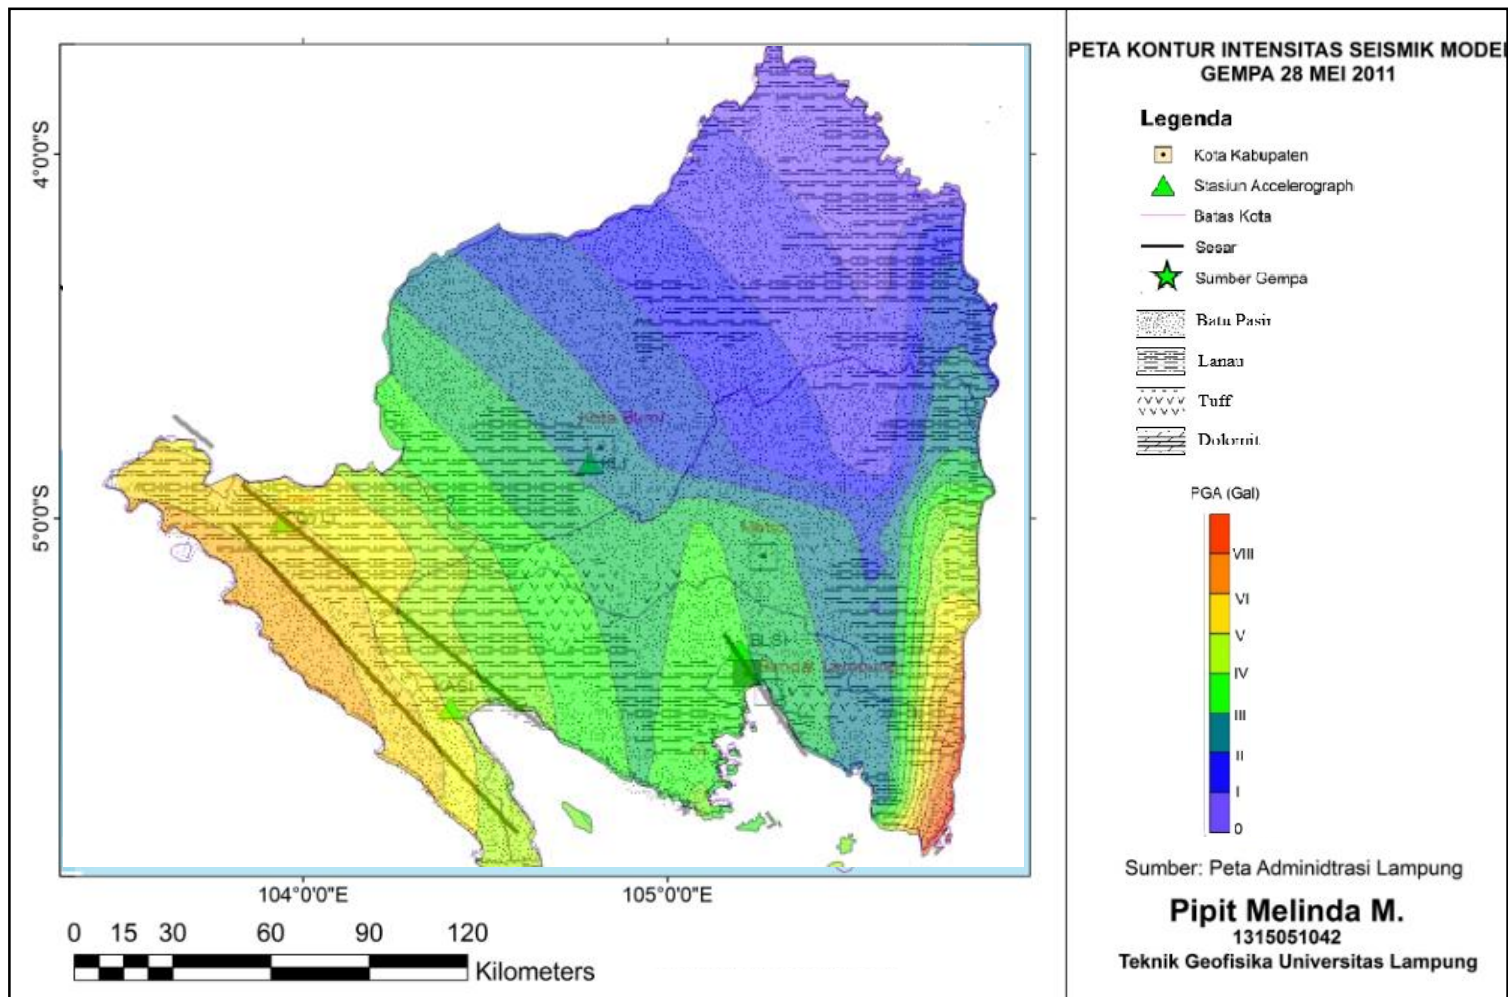 PETA KONTUR INTENSITAS SEISMIK MODE
GEMPA 28 MEI 2011
Legenda
Kota Kabupaten
Stasiun Accelerograph
Batas Kota
Sesar
Sumber Gempa
Batu Pasir
Lanau
Tuff
Dolomit
PGA (Gal)
VIII
VI
V
IV
III
II
I
0
Sumber: Peta Adminidtrasi Lampung
Pipit Melinda M.
1315051042
Teknik Geofisika Universitas Lampung
4°0'0"S
5°0'0"S
104°0'0"E
105°0'0"E
Kota Bumi
Metro
BLSI
Bandar Lampung
KASI
0 15 30 60 90 120
Kilometers